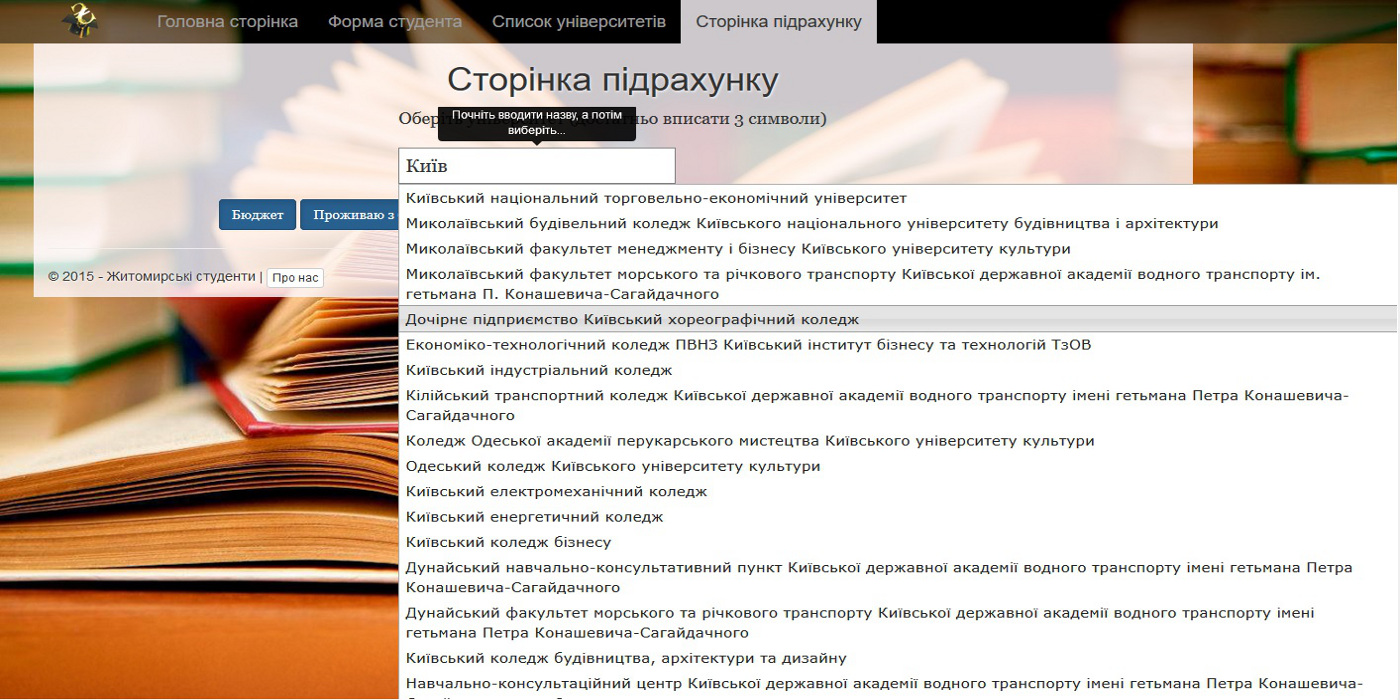 Головна сторінка Форма студента Список університетів Сторінка підрахунку
Сторінка підрахунку
Почніть вводити назву, а потім
виберіть...
Обер вписати 3 символи)
Київ
Київський національний торговельно-економічний університет
Миколаївський будівельний коледж Київського національного університету будівництва і архітектури
Миколаївський факультет менеджменту і бізнесу Київського університету культури
Миколаївський факультет морського та річкового транспорту Київської державної академії водного транспорту ім.
гетьмана П. Конашевича-Сагайдачного
Дочірнє підприємство Київський хореографічний коледж
Економіко-технологічний коледж ПВНЗ Київський інститут бізнесу та технологій ТзОВ
Київський індустріальний коледж
Кілійський транспортний коледж Київської державної академії водного транспорту імені гетьмана Петра Конашевича-
Сагайдачного
Коледж Одеської академії перукарського мистецтва Київського університету культури
Одеський коледж Київського університету культури
Київський електромеханічний коледж
Київський енергетичний коледж
Київський коледж бізнесу
Дунайський навчально-консультативний пункт Київської державної академії водного транспорту імені гетьмана Петра
Конашевича-Сагайдачного
Дунайський факультет морського та річкового транспорту Київської державної академії водного транспорту імені
гетьмана Петра Конашевича-Сагайдачного
Київський коледж будівництва, архітектури та дизайну
Навчально-консультаційний центр Київської державної академії водного транспорту імені гетьмана Петра Конашевича-
Бюджет Проживаю з
© 2015 - Житомирські студенти | Про нас